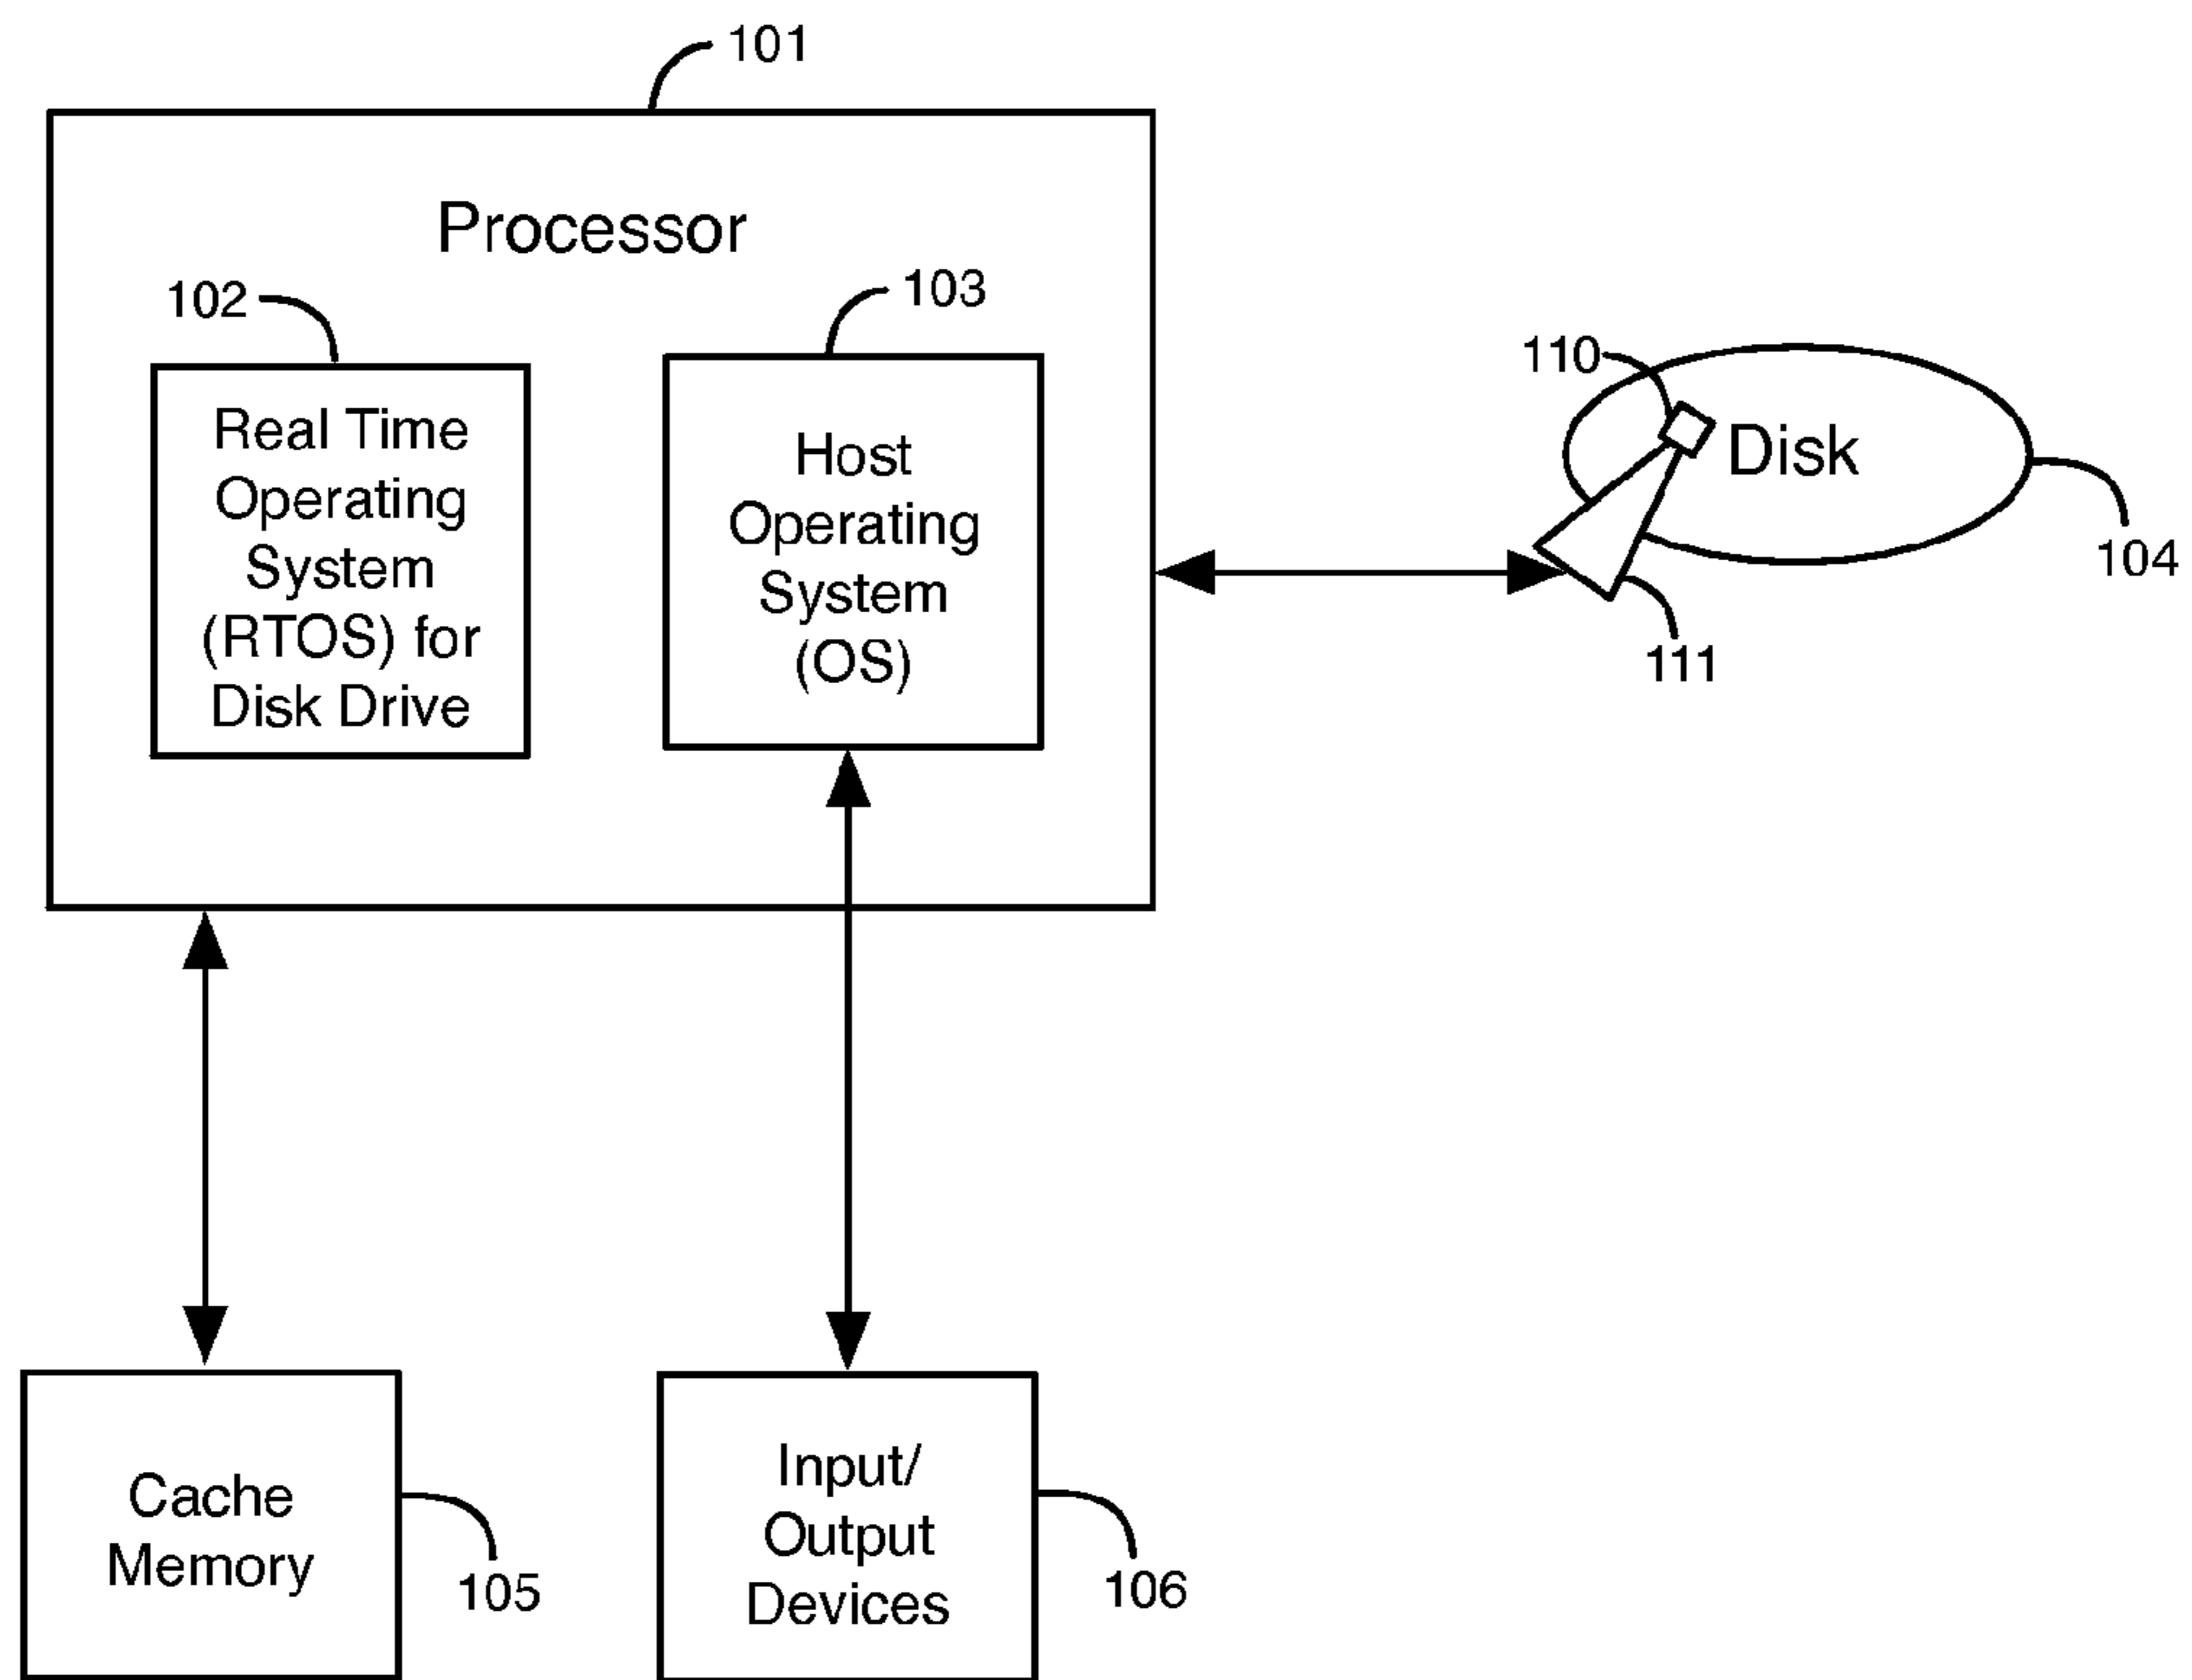 101
Processor
102
103
Real Time
Operating
System
(RTOS) for
Disk Drive
Host
Operating
System
(OS)
110
Disk
104
111
Cache
Memory
105
Input/
Output
Devices
106